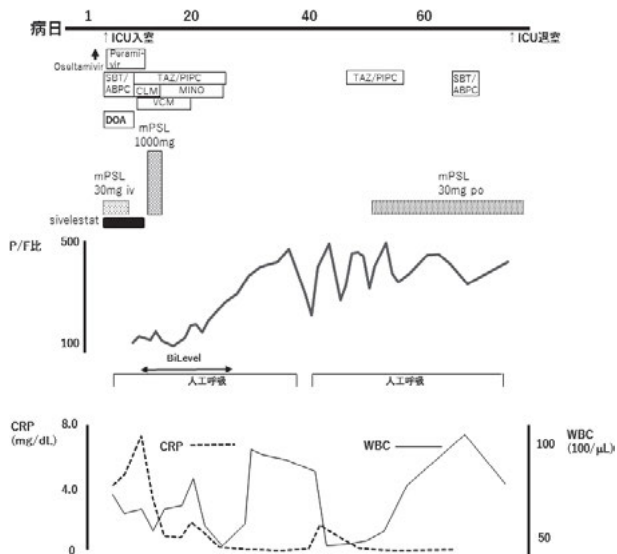 病日 1 20 40 60
↑ICU入室 ↑ICU退室
Osultamivir
Perami-
vir
SBT/
ABPC
TAZ/PIPC
CLM MINO
VCM
TAZ/PIPC
SBT/
ABPC
DOA
mPSL
1000mg
mPSL
30mg iv
mPSL
30mg po
sivelestat
P/F比 500
100
BiLevel
人工呼吸 人工呼吸
CRP
(mg/dL)
8.0
4.0
0
CRP
WBC
WBC
(100/μL)
100
50